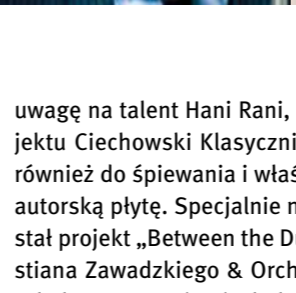 uwagę na talent Hani Rani,
jektu Ciechowski Klasyczni
również do śpiewania i właś
autorską płytę. Specjalnie
stał projekt „Between the
stiana Zawadzkiego & Orch